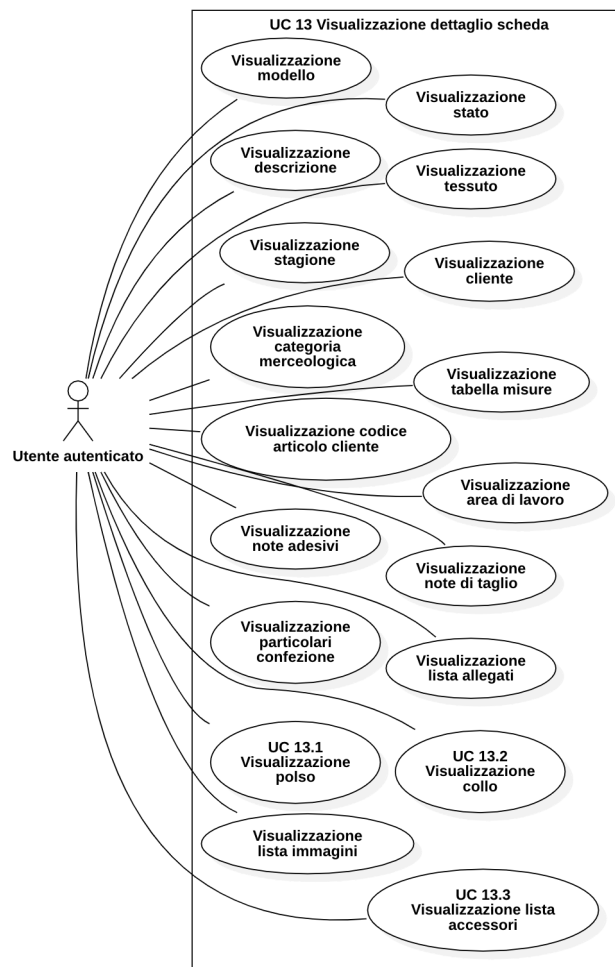 UC 13 Visualizzazione dettaglio scheda
Visualizzazione
modello
Visualizzazione
stato
Visualizzazione
descrizione
Visualizzazione
tessuto
Visualizzazione
stagione
Visualizzazione
cliente
Visualizzazione
categoria
merceologica
Visualizzazione
tabella misure
Utente autenticato
Visualizzazione codice
articolo cliente
Visualizzazione
area di lavoro
Visualizzazione
note adesivi
Visualizzazione
note di taglio
Visualizzazione
particolari
confezione
Visualizzazione
lista allegati
UC 13.1
Visualizzazione
polso
UC 13.2
Visualizzazione
collo
Visualizzazione
lista immagini
UC 13.3
Visualizzazione lista
accessori